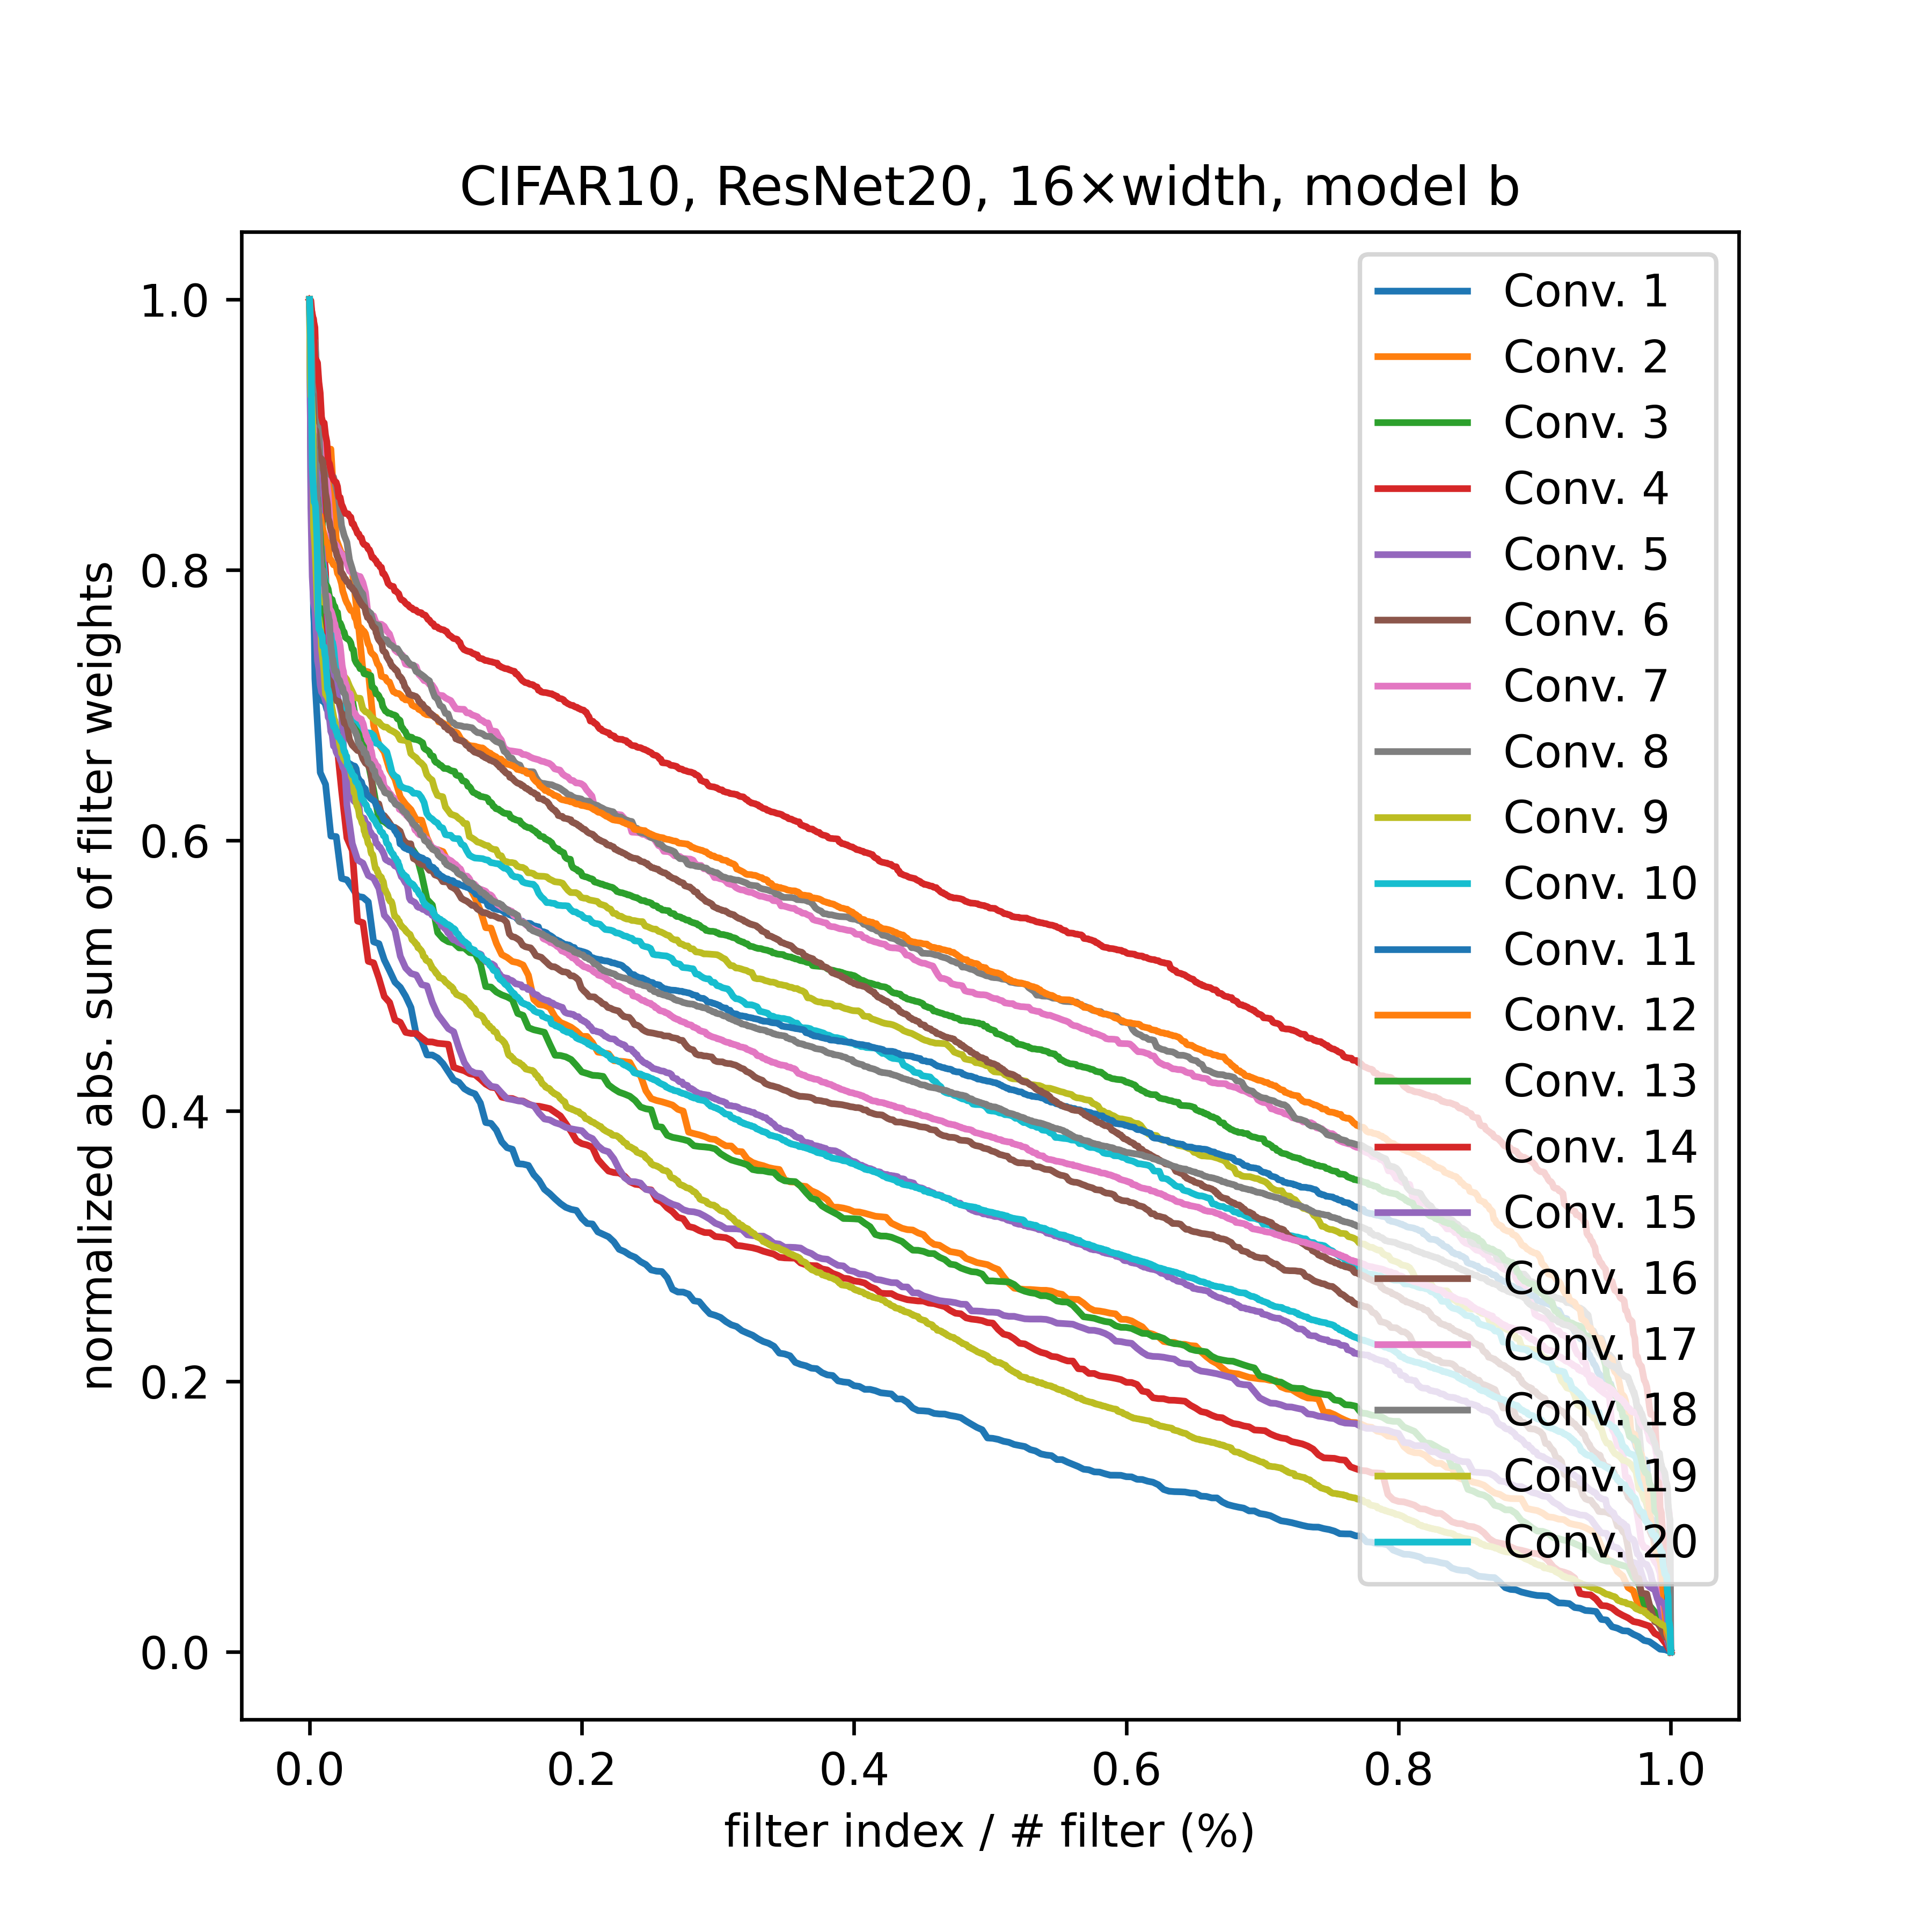 CIFAR10, ResNet20, 16×width, model b
normalized abs. sum of filter weights
1.0
0.8
0.6
0.4
0.2
0.0
Conv. 1
Conv. 2
Conv. 3
Conv. 4
Conv. 5
Conv. 6
Conv. 7
Conv. 8
Conv. 9
Conv. 10
Conv. 11
Conv. 12
Conv. 13
Conv. 14
Conv. 15
Conv. 16
Conv. 17
Conv. 18
Conv. 19
Conv. 20
0.0 0.2 0.4 0.6 0.8 1.0
filter index / # filter (%)